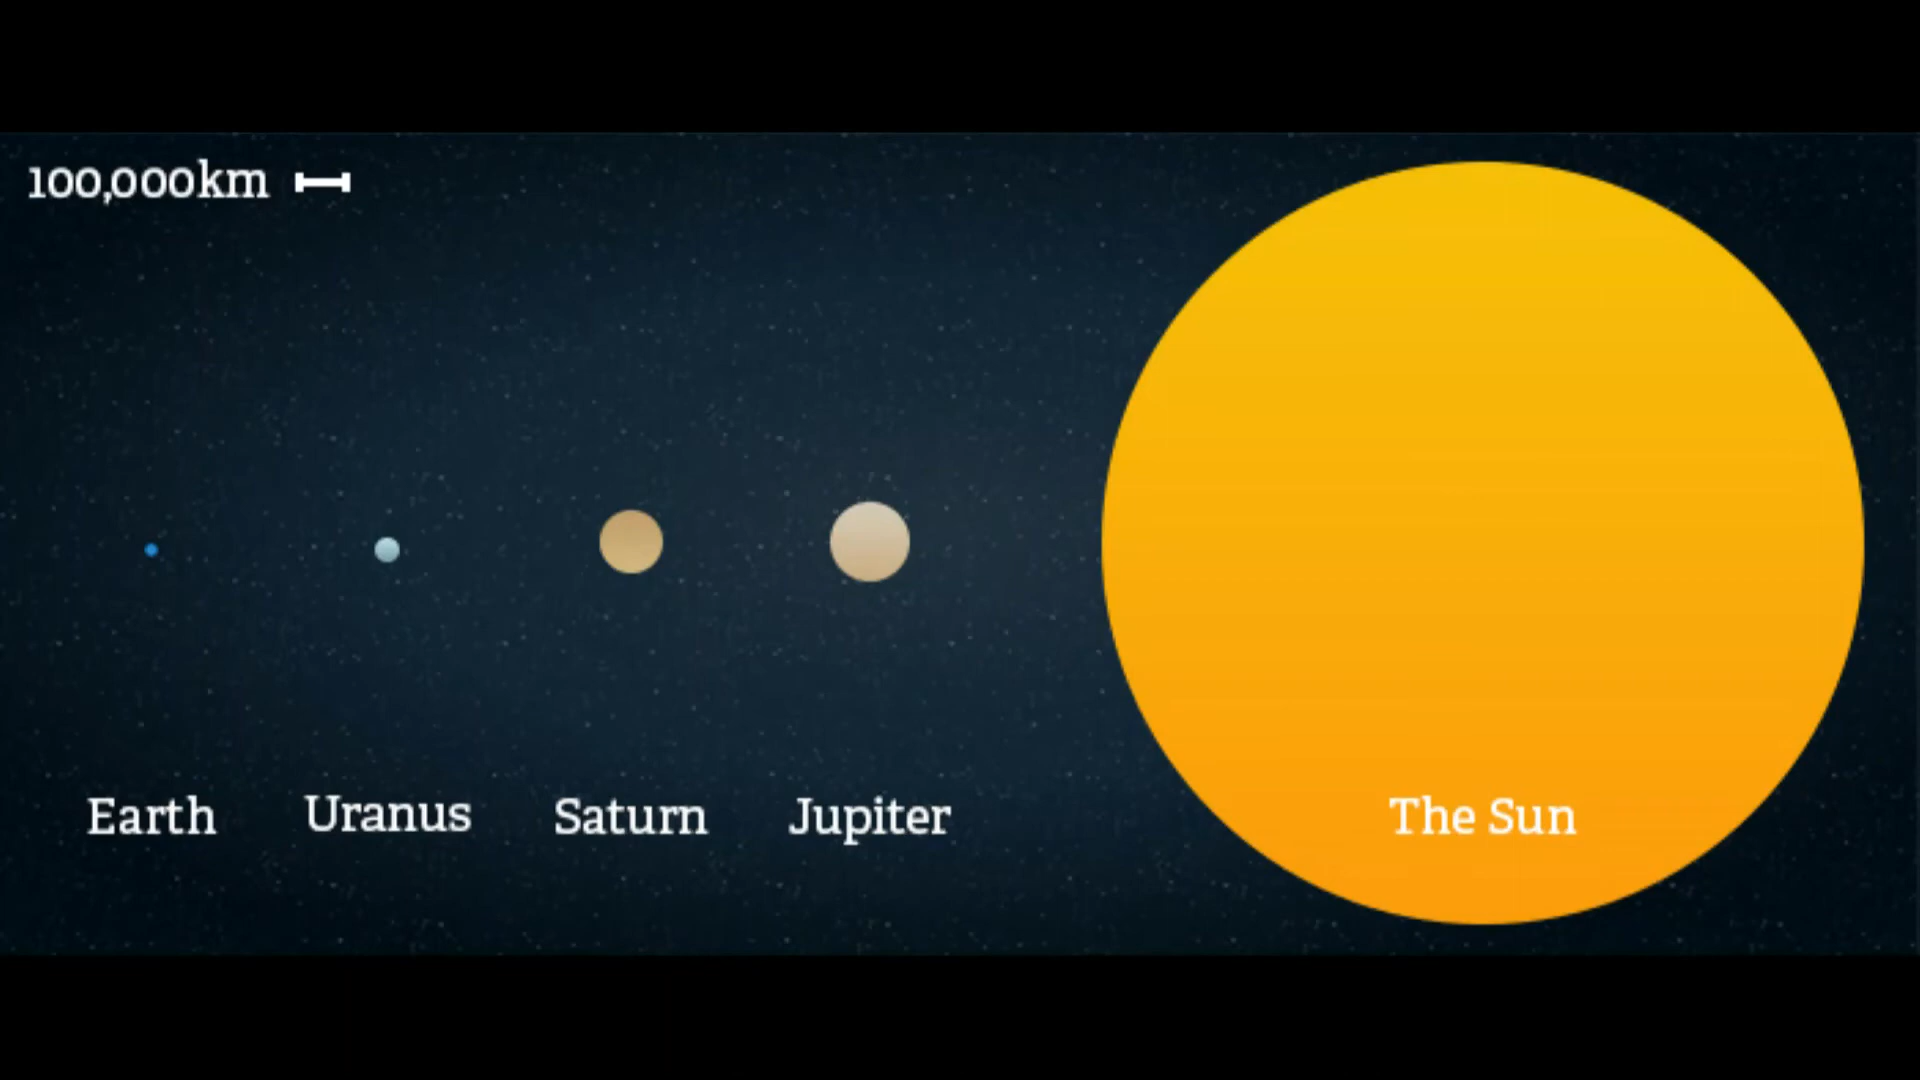 100,000km
Earth
Uranus
Saturn
Jupiter
The Sun